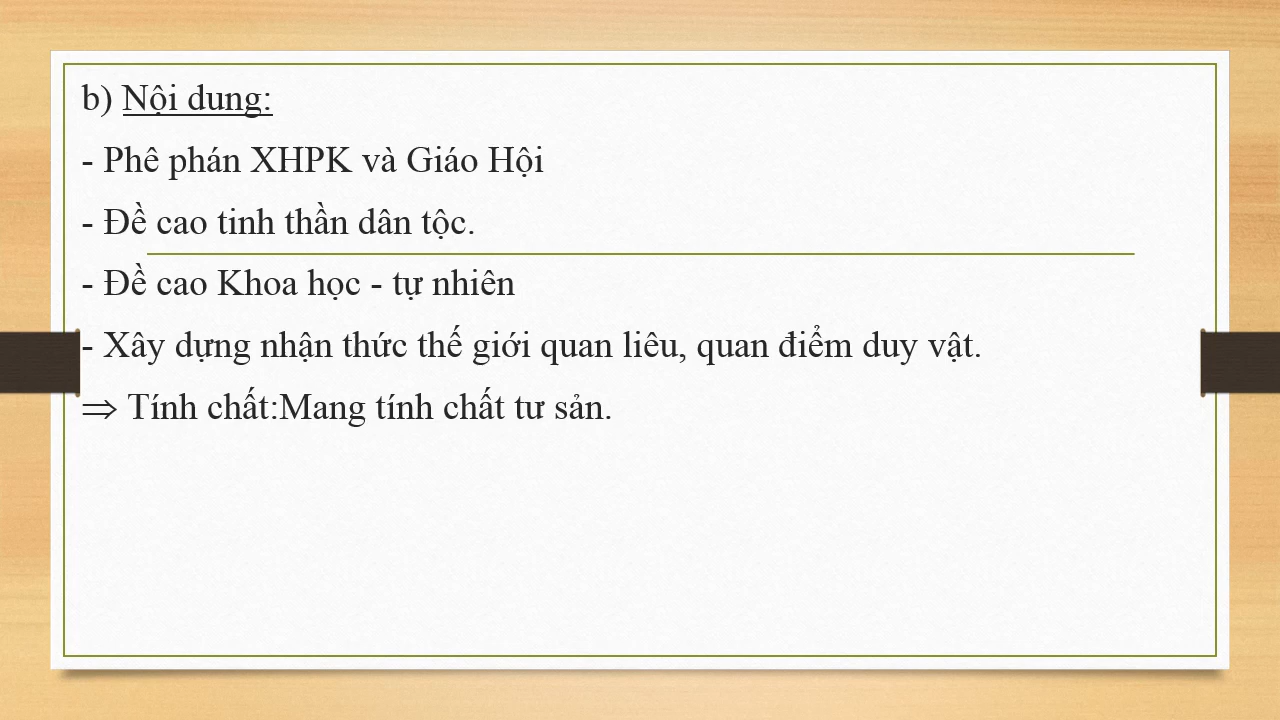 b) Nội dung:
- Phê phán XHPK và Giáo Hội
- Đề cao tinh thần dân tộc.
- Đề cao Khoa học - tự nhiên
- Xây dựng nhận thức thế giới quan liêu, quan điểm duy vật.
⇒ Tính chất:Mang tính chất tư sản.